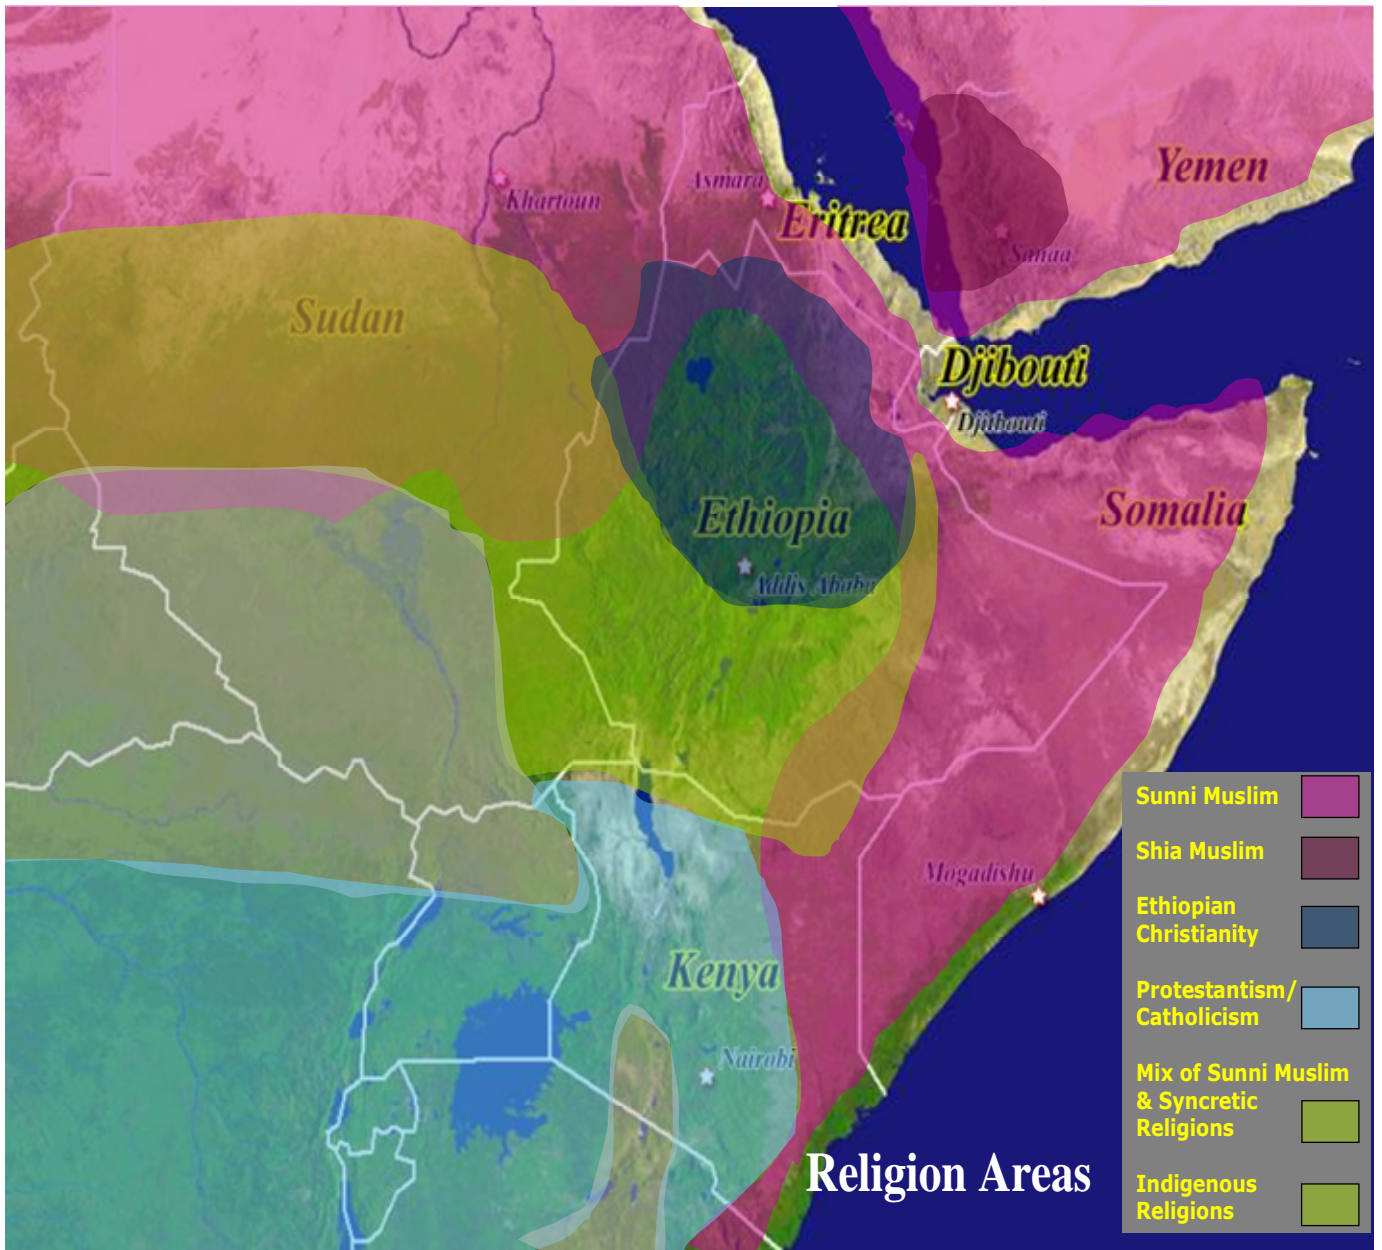 Yemen
Khartoun
Asmara
Eritrea
Sanaa
Sudan
Djibouti
Djibouti
Ethiopia
Somalia
Addis Ababa
Mogadishu
Kenya
Nairobi
Religion Areas
Sunni Muslim
Shia Muslim
Ethiopian
Christianity
Protestantism/
Catholicism
Mix of Sunni Muslim
& Syncretic
Religions
Indigenous
Religions